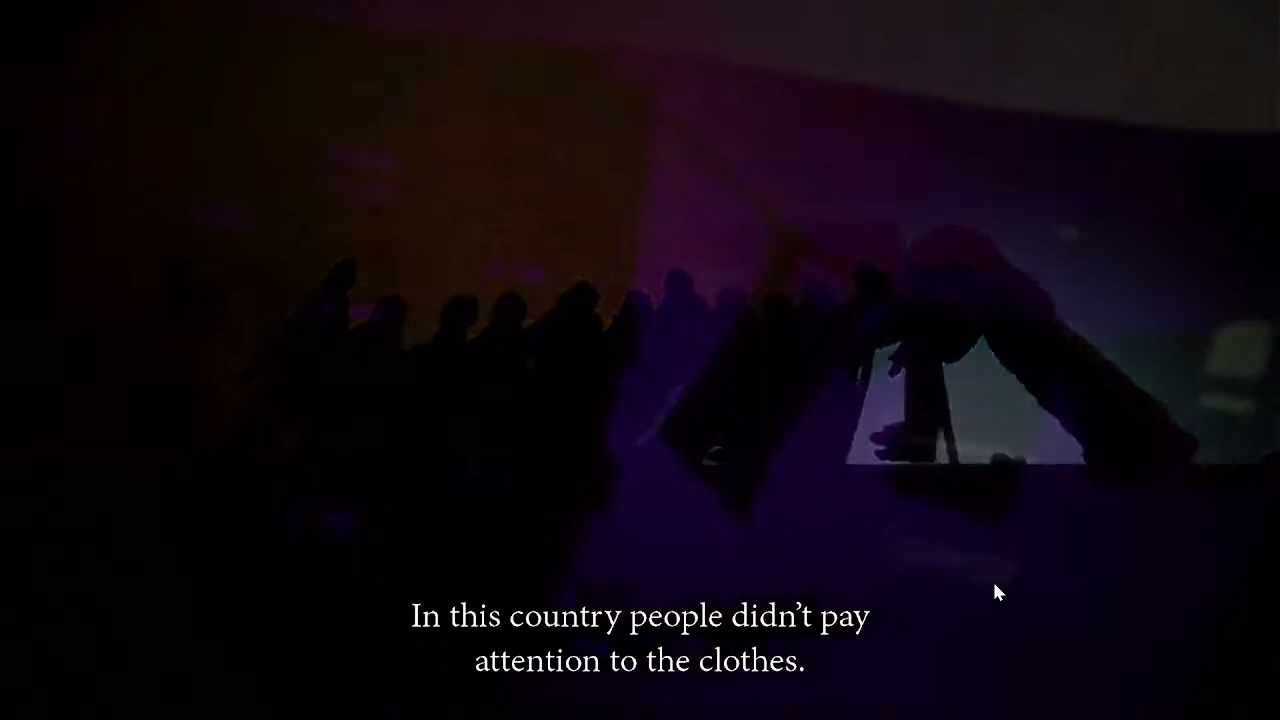 In this country people didn’t pay
attention to the clothes.